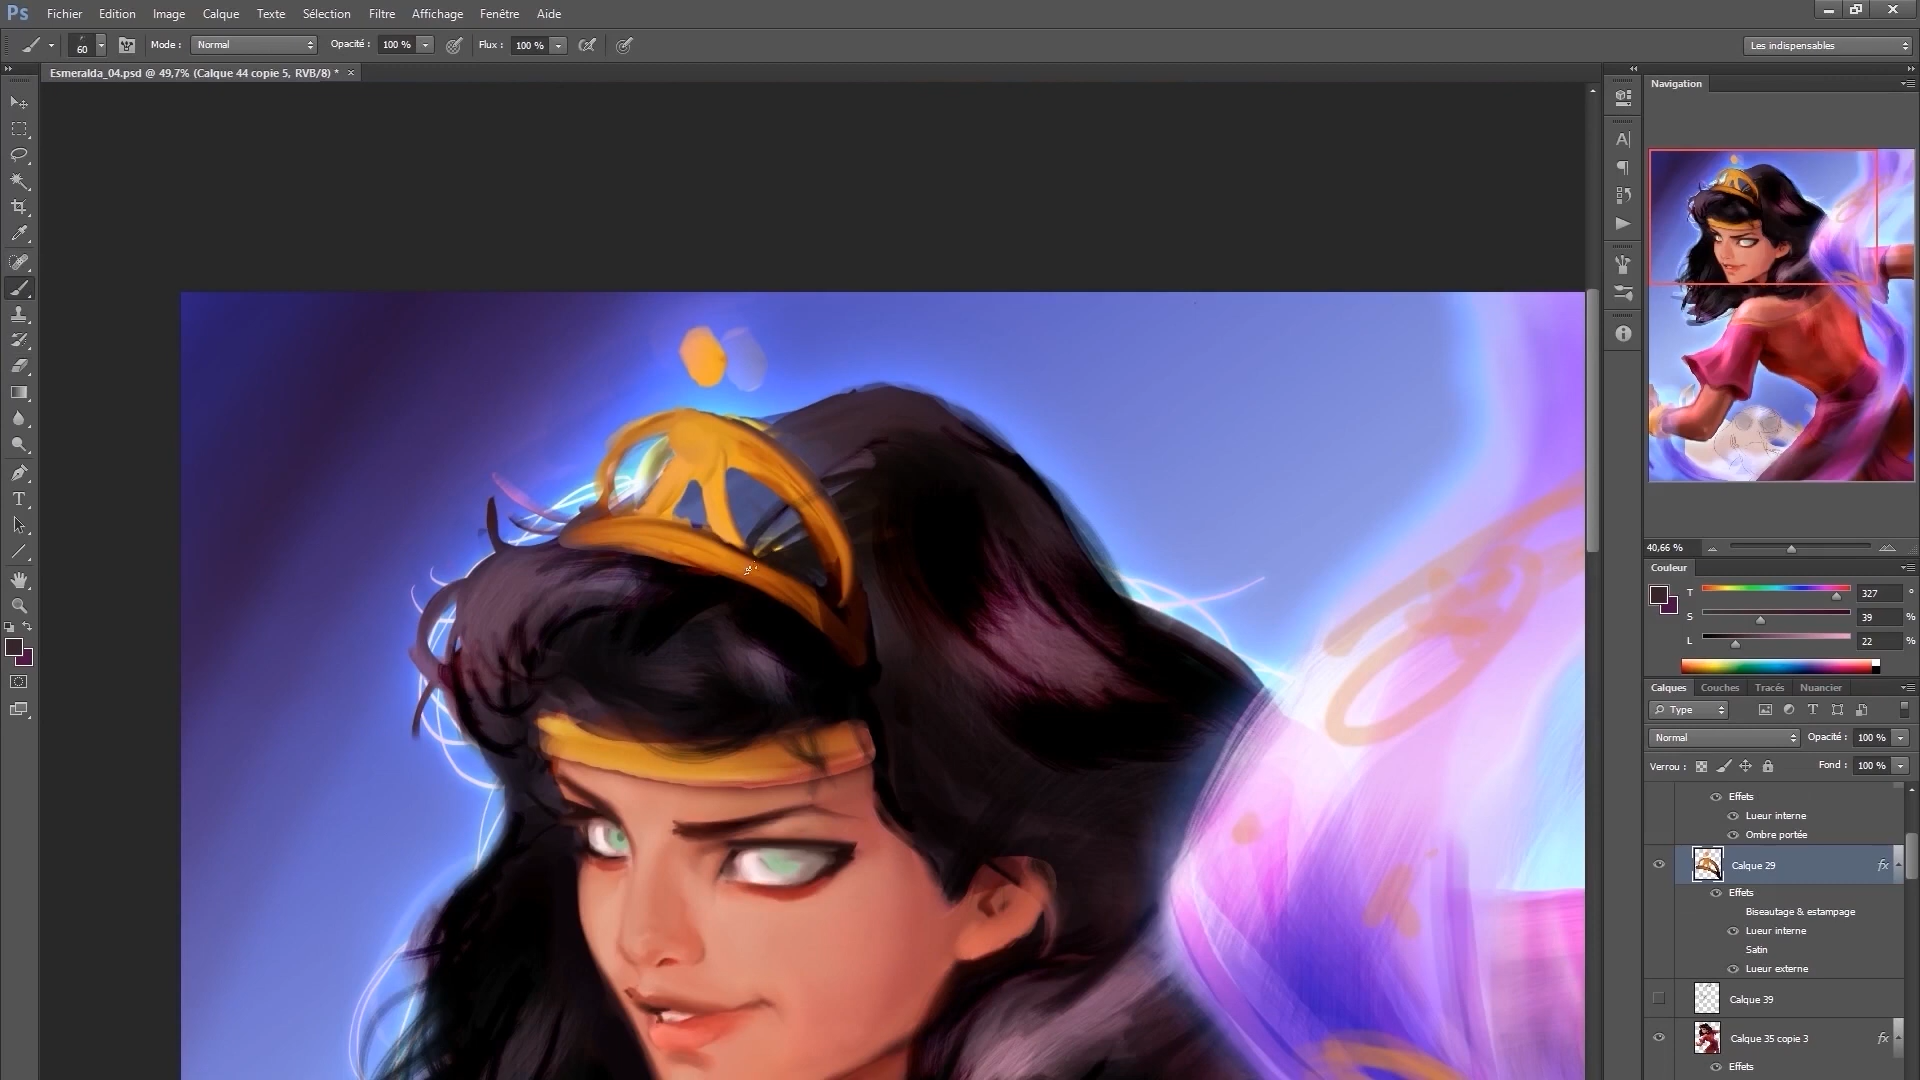 Ps Fichier Edition Image Calque Texte Sélection Filtre Affichage Fenêtre Aide
60 Mode : Normal Opacité : 100 % Flux : 100 % Les indispensables
Esmeralda_04.psd @ 49,7% (Calque 44 copie 5, RVB/8) * ×
Navigation
40,66 %
Couleur
T 327 °
S 39 %
L 22 %
Calques Couches Tracés Nuancier
Type
Normal Opacité : 100 %
Verrou : Fond : 100 %
Effets
Lueur interne
Ombre portée
Calque 29 fx
Effets
Biseautage & estampage
Lueur interne
Satin
Lueur externe
Calque 39
Calque 35 copie 3 fx
Effets